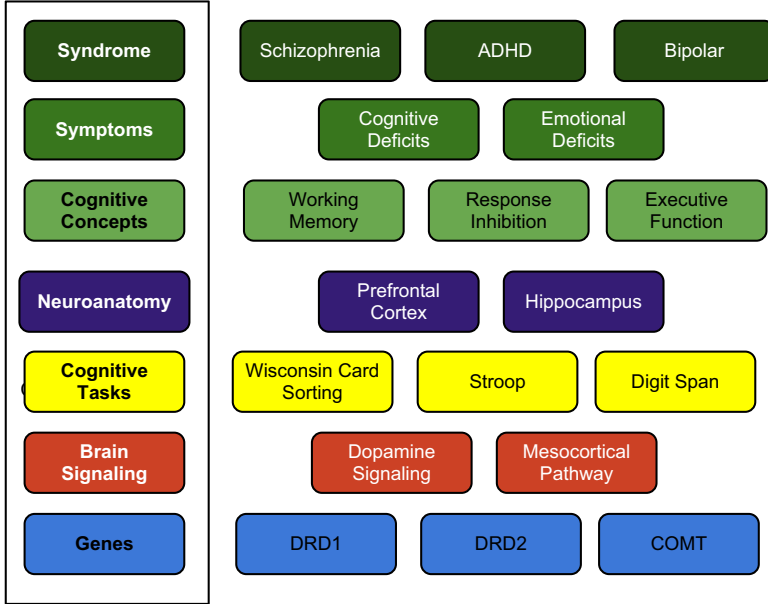 Syndrome
Schizophrenia
ADHD
Bipolar
Symptoms
Cognitive
Deficits
Emotional
Deficits
Cognitive
Concepts
Working
Memory
Response
Inhibition
Executive
Function
Neuroanatomy
Prefrontal
Cortex
Hippocampus
Cognitive
Tasks
Wisconsin Card
Sorting
Stroop
Digit Span
Brain
Signaling
Dopamine
Signaling
Mesocortical
Pathway
Genes
DRD1
DRD2
COMT